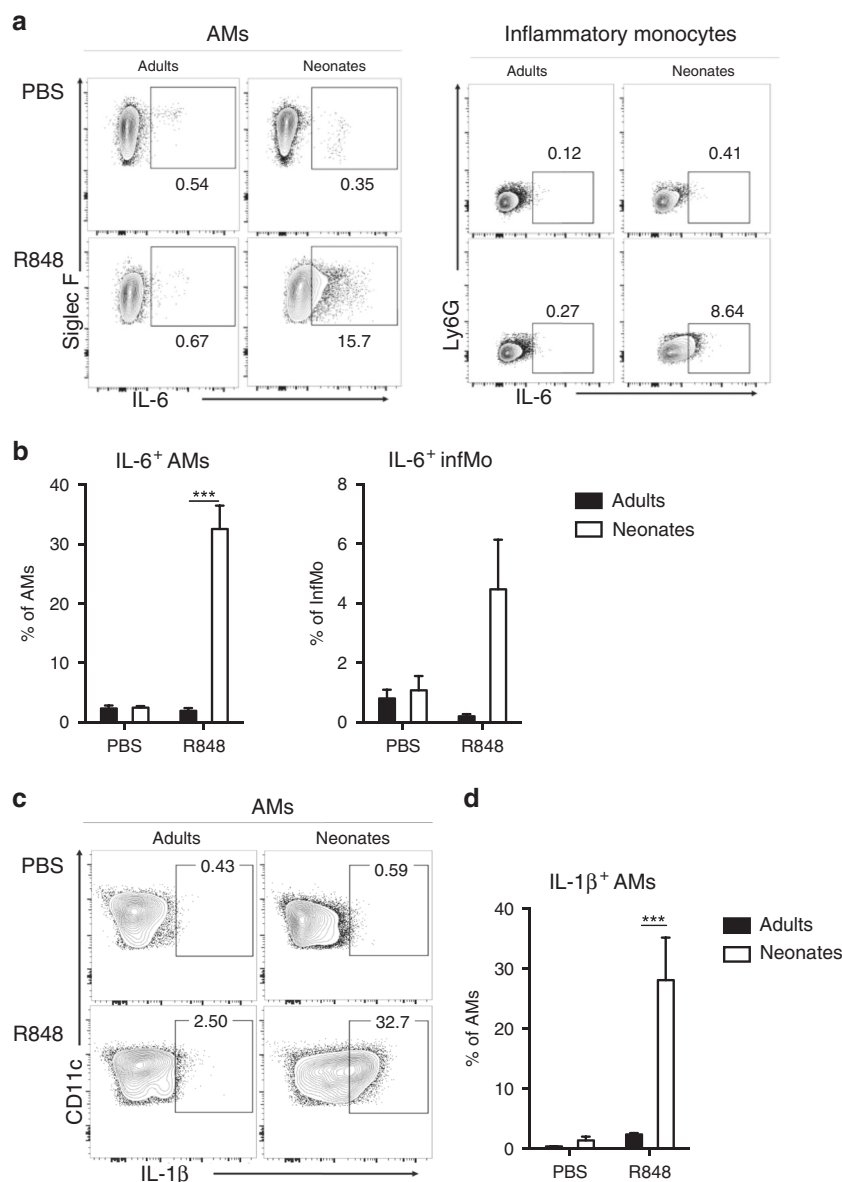 a
AMs
Adults
Neonates
PBS
0.54
0.35
R848
0.67
15.7
Siglec F
IL-6
Inflammatory monocytes
Adults
Neonates
0.12
0.41
0.27
8.64
Ly6G
IL-6
b
IL-6+ AMs
40
30
20
10
0
% of AMs
***
PBS
R848
IL-6+ infMo
8
6
4
2
0
% of InfMo
PBS
R848
Adults
Neonates
c
AMs
Adults
Neonates
PBS
0.43
0.59
R848
2.50
32.7
CD11c
IL-1β
d
IL-1β+ AMs
40
30
20
10
0
% of AMs
***
PBS
R848
Adults
Neonates